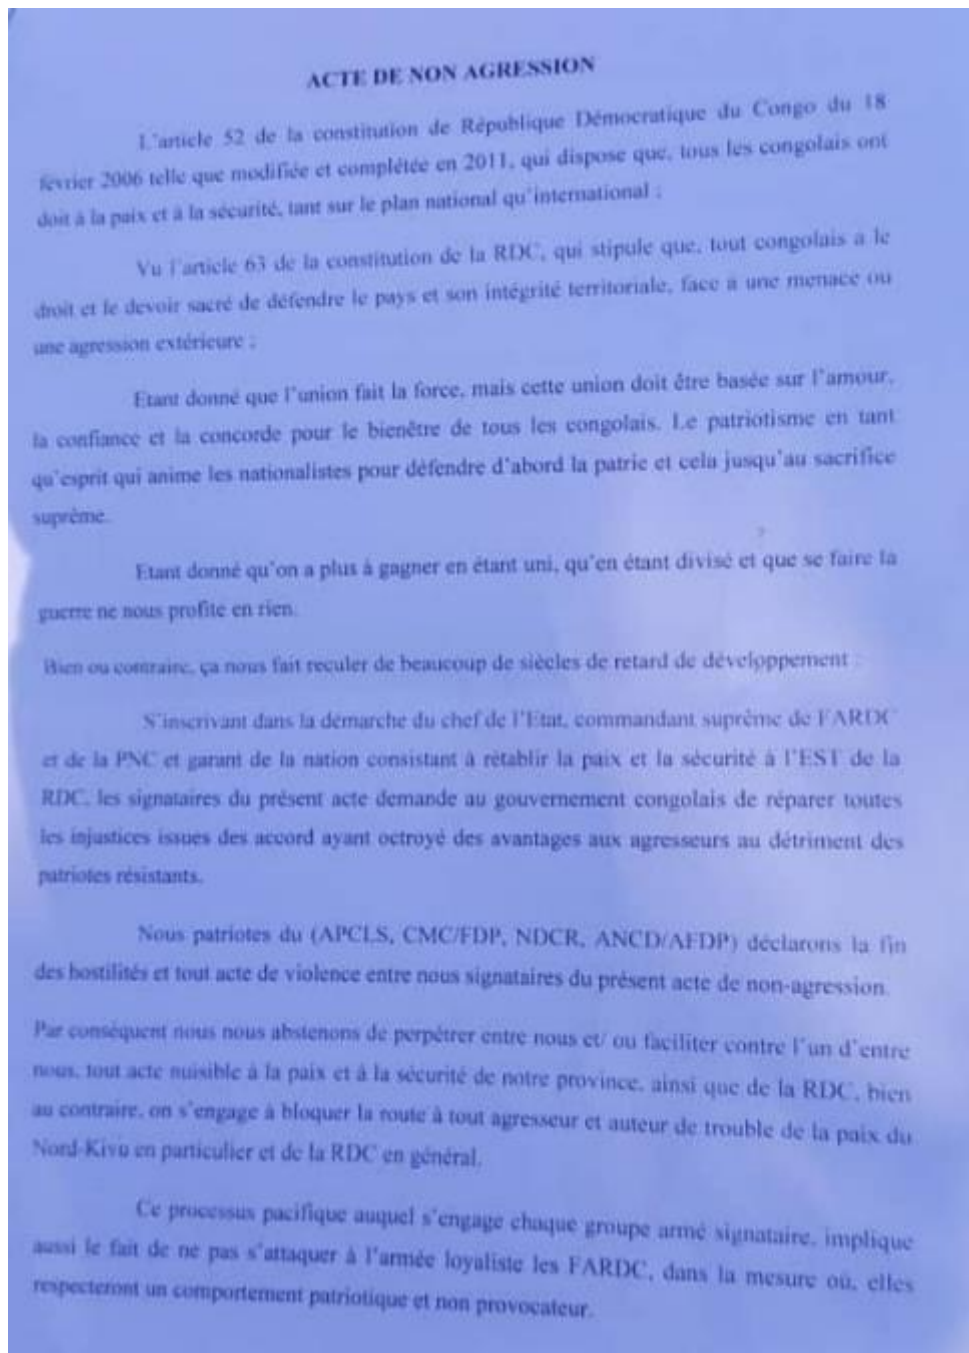 ACTE DE NON AGRESSION
L'article 52 de la constitution de République Démocratique du Congo du 18
février 2006 telle que modifiée et complétée en 2011, qui dispose que, tous les congolais ont
doit à la paix et à la sécurité, tant sur le plan national qu'international ;
Vu l'article 63 de la constitution de la RDC, qui stipule que, tout congolais a le
droit et le devoir sacré de défendre le pays et son intégrité territoriale, face à une menace ou
une agression extérieure ;
Etant donné que l'union fait la force, mais cette union doit être basée sur l'amour,
la confiance et la concorde pour le bienêtre de tous les congolais. Le patriotisme en tant
qu'esprit qui anime les nationalistes pour défendre d'abord la patrie et cela jusqu'au sacrifice
suprême.
Etant donné qu'on a plus à gagner en étant uni, qu'en étant divisé et que se faire la
guerre ne nous profite en rien.
Bien ou contraire, ça nous fait reculer de beaucoup de siècles de retard de développement ;
S'inscrivant dans la démarche du chef de l'Etat, commandant suprême de FARDC
et de la PNC et garant de la nation consistant à rétablir la paix et la sécurité à l'EST de la
RDC, les signataires du présent acte demande au gouvernement congolais de réparer toutes
les injustices issues des accord ayant octroyé des avantages aux agresseurs au détriment des
patriotes résistants.
Nous patriotes du (APCLS, CMC/FDP, NDCR, ANCD/AFDP) déclarons la fin
des hostilités et tout acte de violence entre nous signataires du présent acte de non-agression.
Par conséquent nous nous abstenons de perpétrer entre nous et/ ou faciliter contre l'un d'entre
nous, tout acte nuisible à la paix et à la sécurité de notre province, ainsi que de la RDC, bien
au contraire, on s'engage à bloquer la route à tout agresseur et auteur de trouble de la paix du
Nord-Kivu en particulier et de la RDC en général.
Ce processus pacifique auquel s'engage chaque groupe armé signataire, implique
aussi le fait de ne pas s'attaquer à l'armée loyaliste les FARDC, dans la mesure où, elles
respecteront un comportement patriotique et non provocateur.